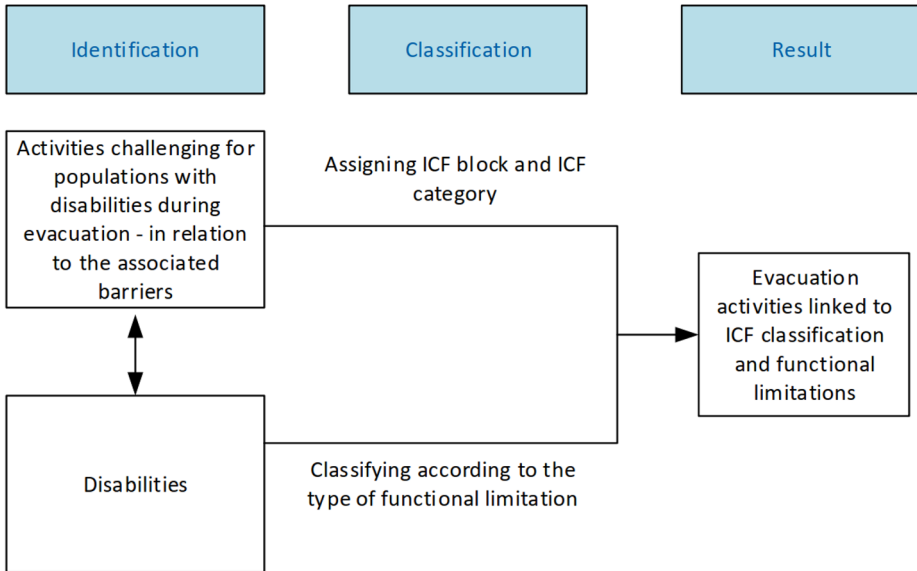 Identification
Classification
Result
Activities challenging for
populations with
disabilities during
evacuation - in relation
to the associated
barriers
Assigning ICF block and ICF
category
Evacuation
activities linked to
ICF classification
and functional
limitations
Disabilities
Classifying according to the
type of functional limitation